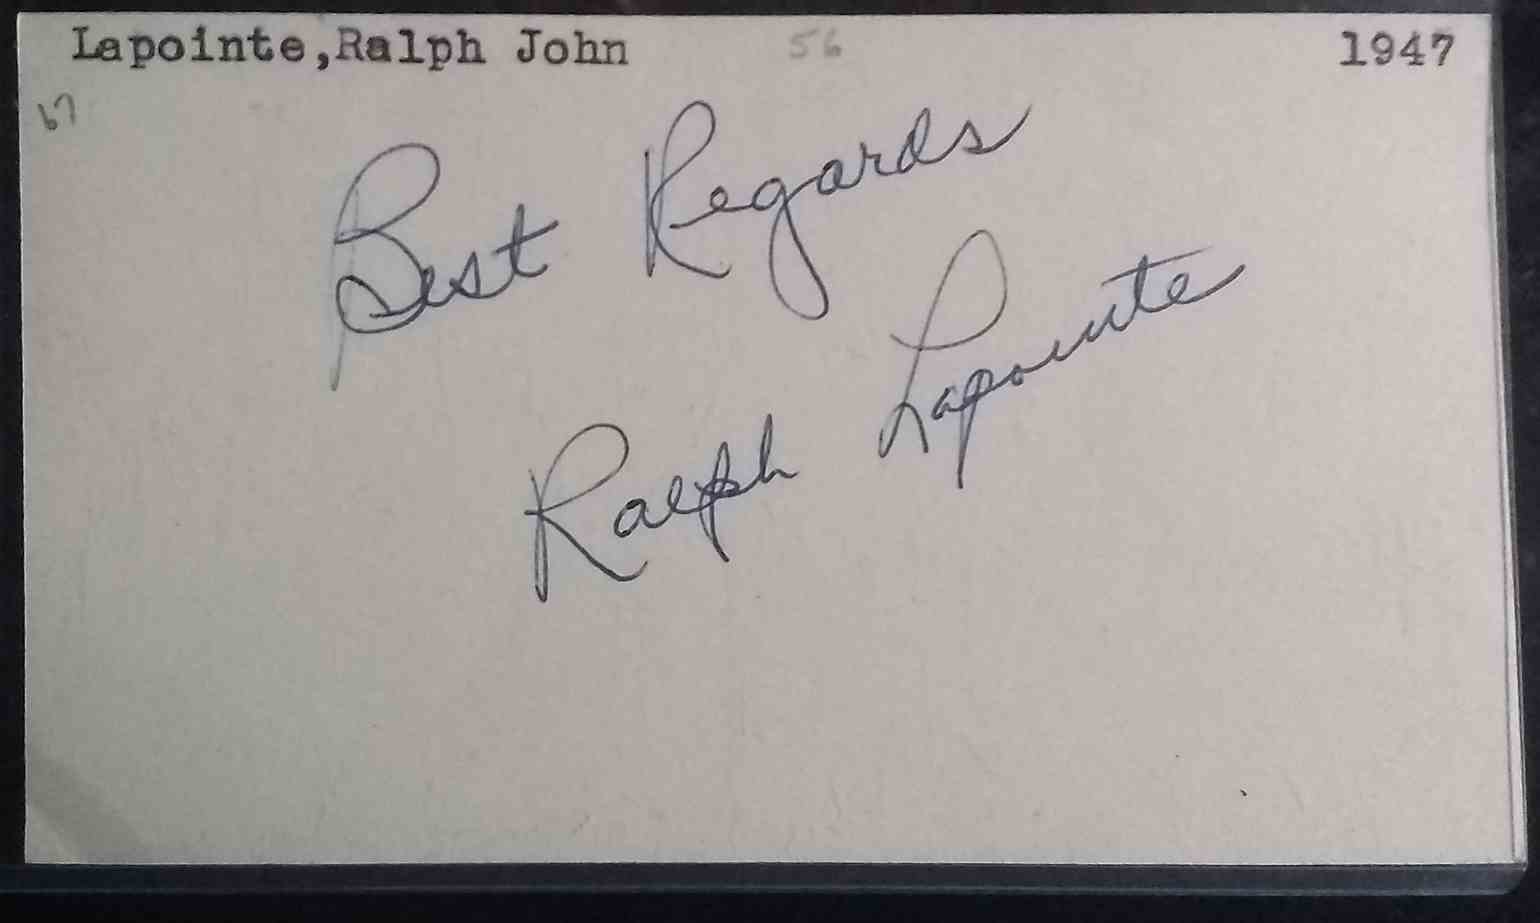 Lapointe,Ralph John 56 1947
67
Best Regards
Ralph Lapointe